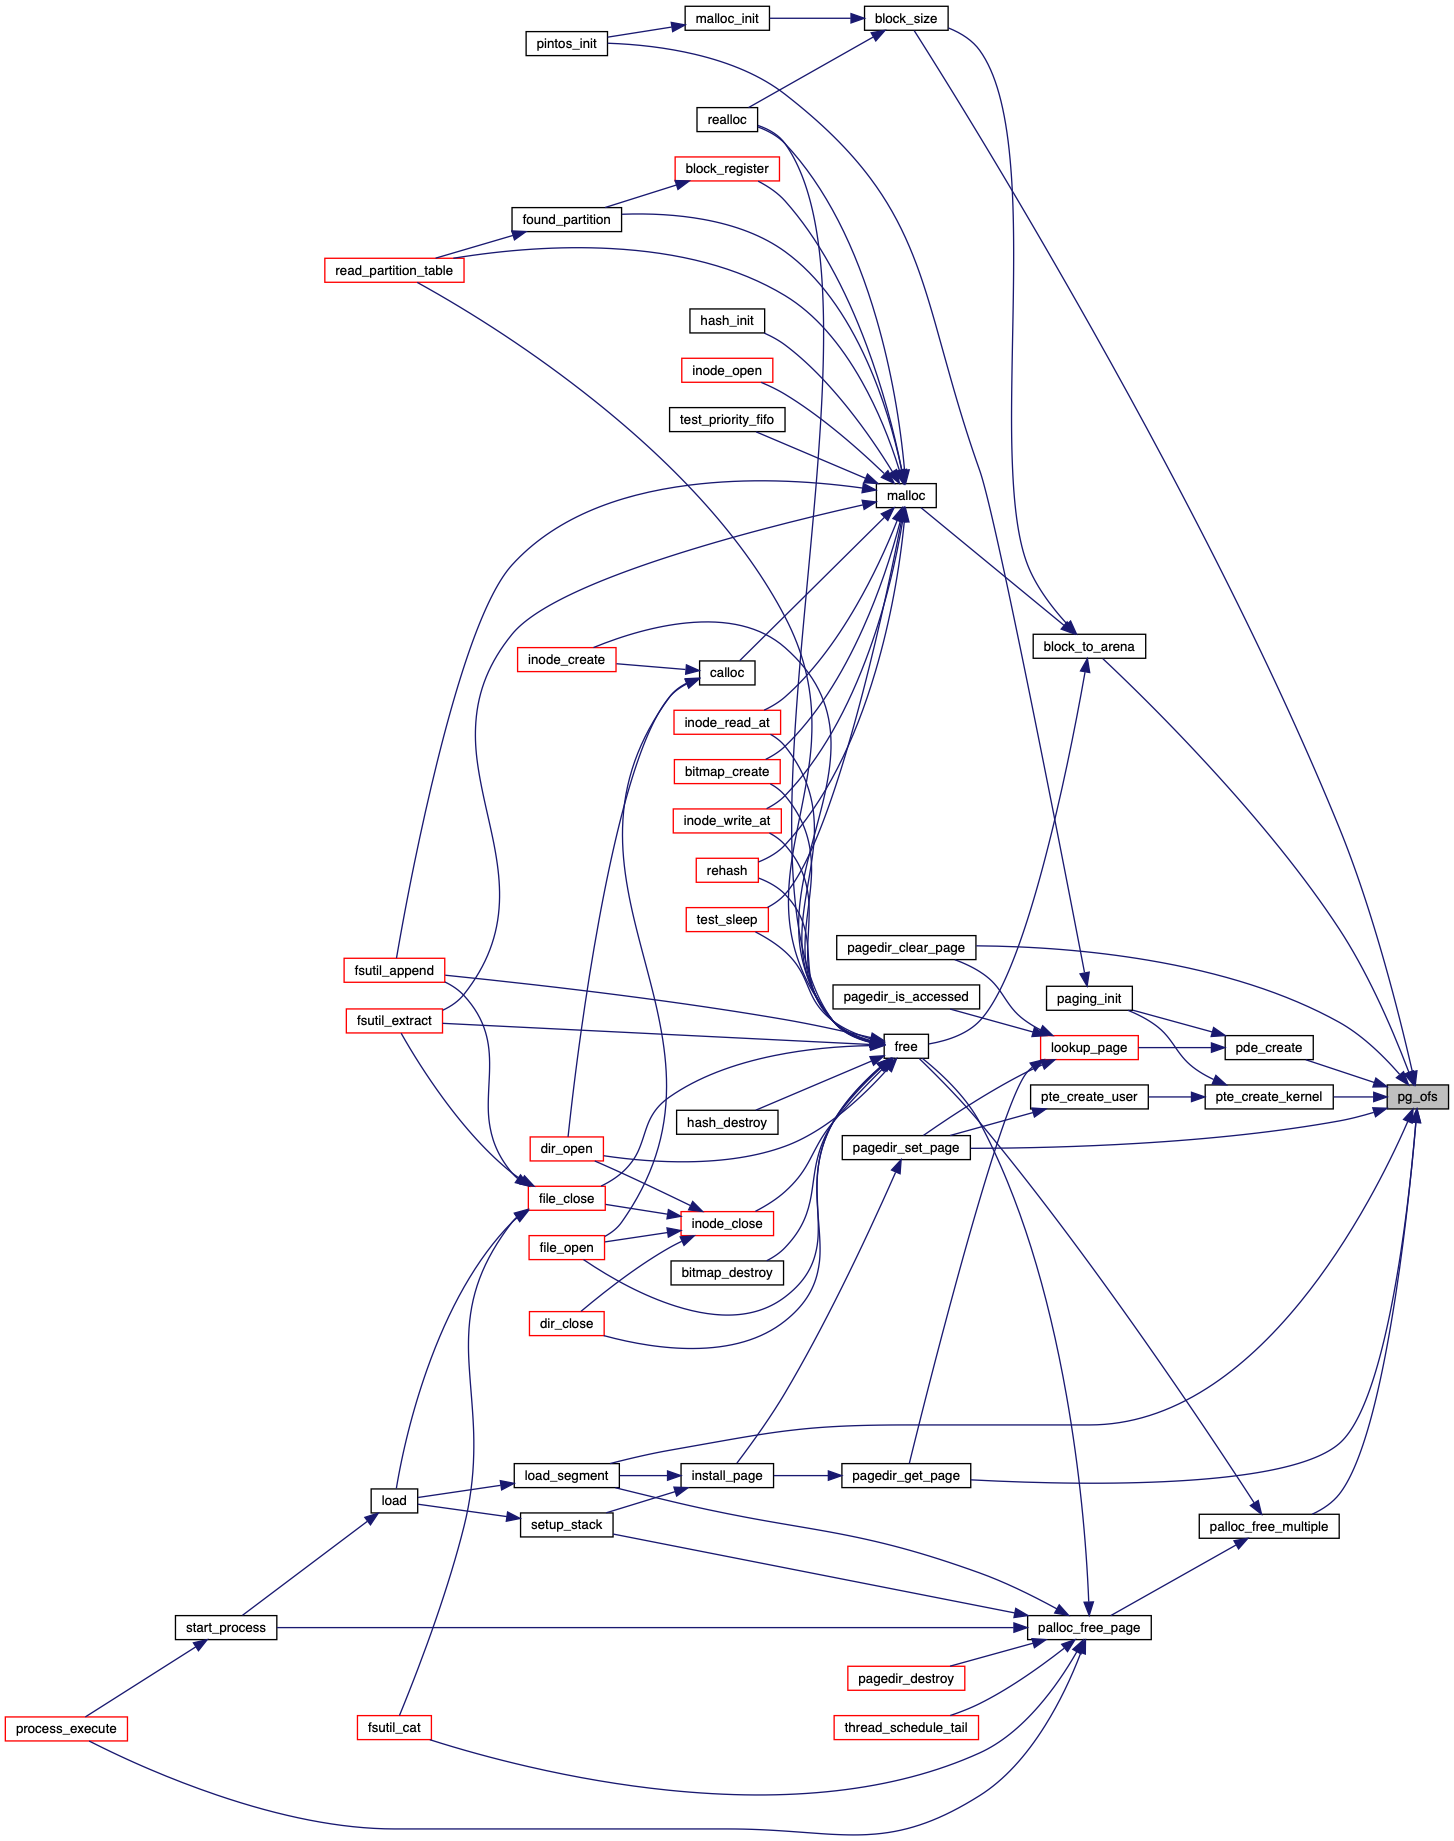 malloc_init
block_size
pintos_init
realloc
block_register
found_partition
read_partition_table
hash_init
inode_open
test_priority_fifo
malloc
block_to_arena
inode_create
calloc
inode_read_at
bitmap_create
inode_write_at
rehash
test_sleep
pagedir_clear_page
fsutil_append
pagedir_is_accessed
paging_init
fsutil_extract
free
lookup_page
pde_create
pte_create_user
pte_create_kernel
pg_ofs
hash_destroy
dir_open
pagedir_set_page
file_close
inode_close
file_open
bitmap_destroy
dir_close
load_segment
install_page
pagedir_get_page
load
setup_stack
palloc_free_multiple
start_process
palloc_free_page
pagedir_destroy
process_execute
fsutil_cat
thread_schedule_tail